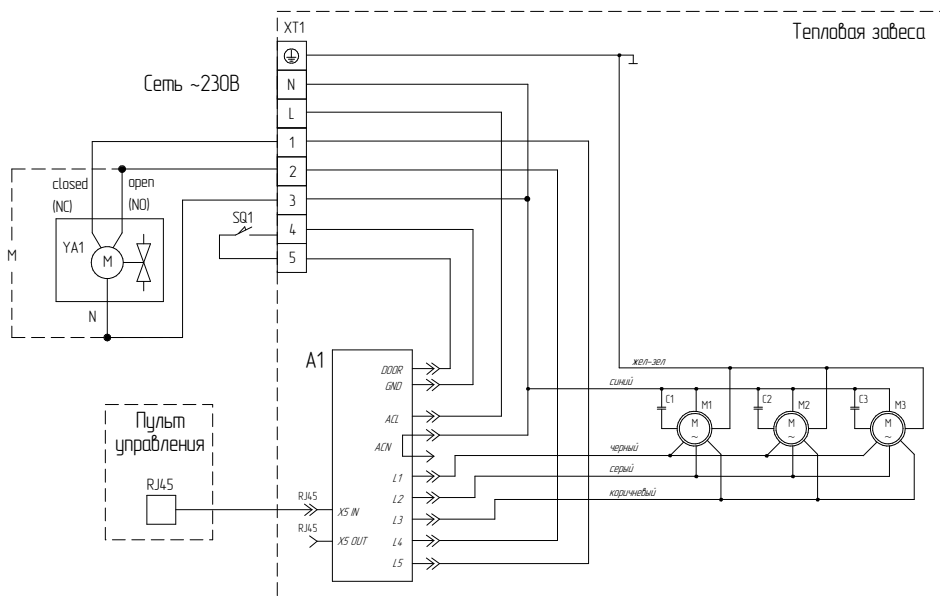 Тепловая завеса
XT1
Сеть ~230В
N
L
1
2
3
4
5
closed
(NC)
open
(NO)
SQ1
YA1
M
M
N
A1
DOOR
GND
ACL
ACN
L1
L2
L3
L4
L5
X5 IN
X5 OUT
RJ45
RJ45
Пульт
управления
RJ45
жел-зел
синий
C1
M1
C2
M2
C3
M3
M
~
M
~
M
~
черный
серый
коричневый